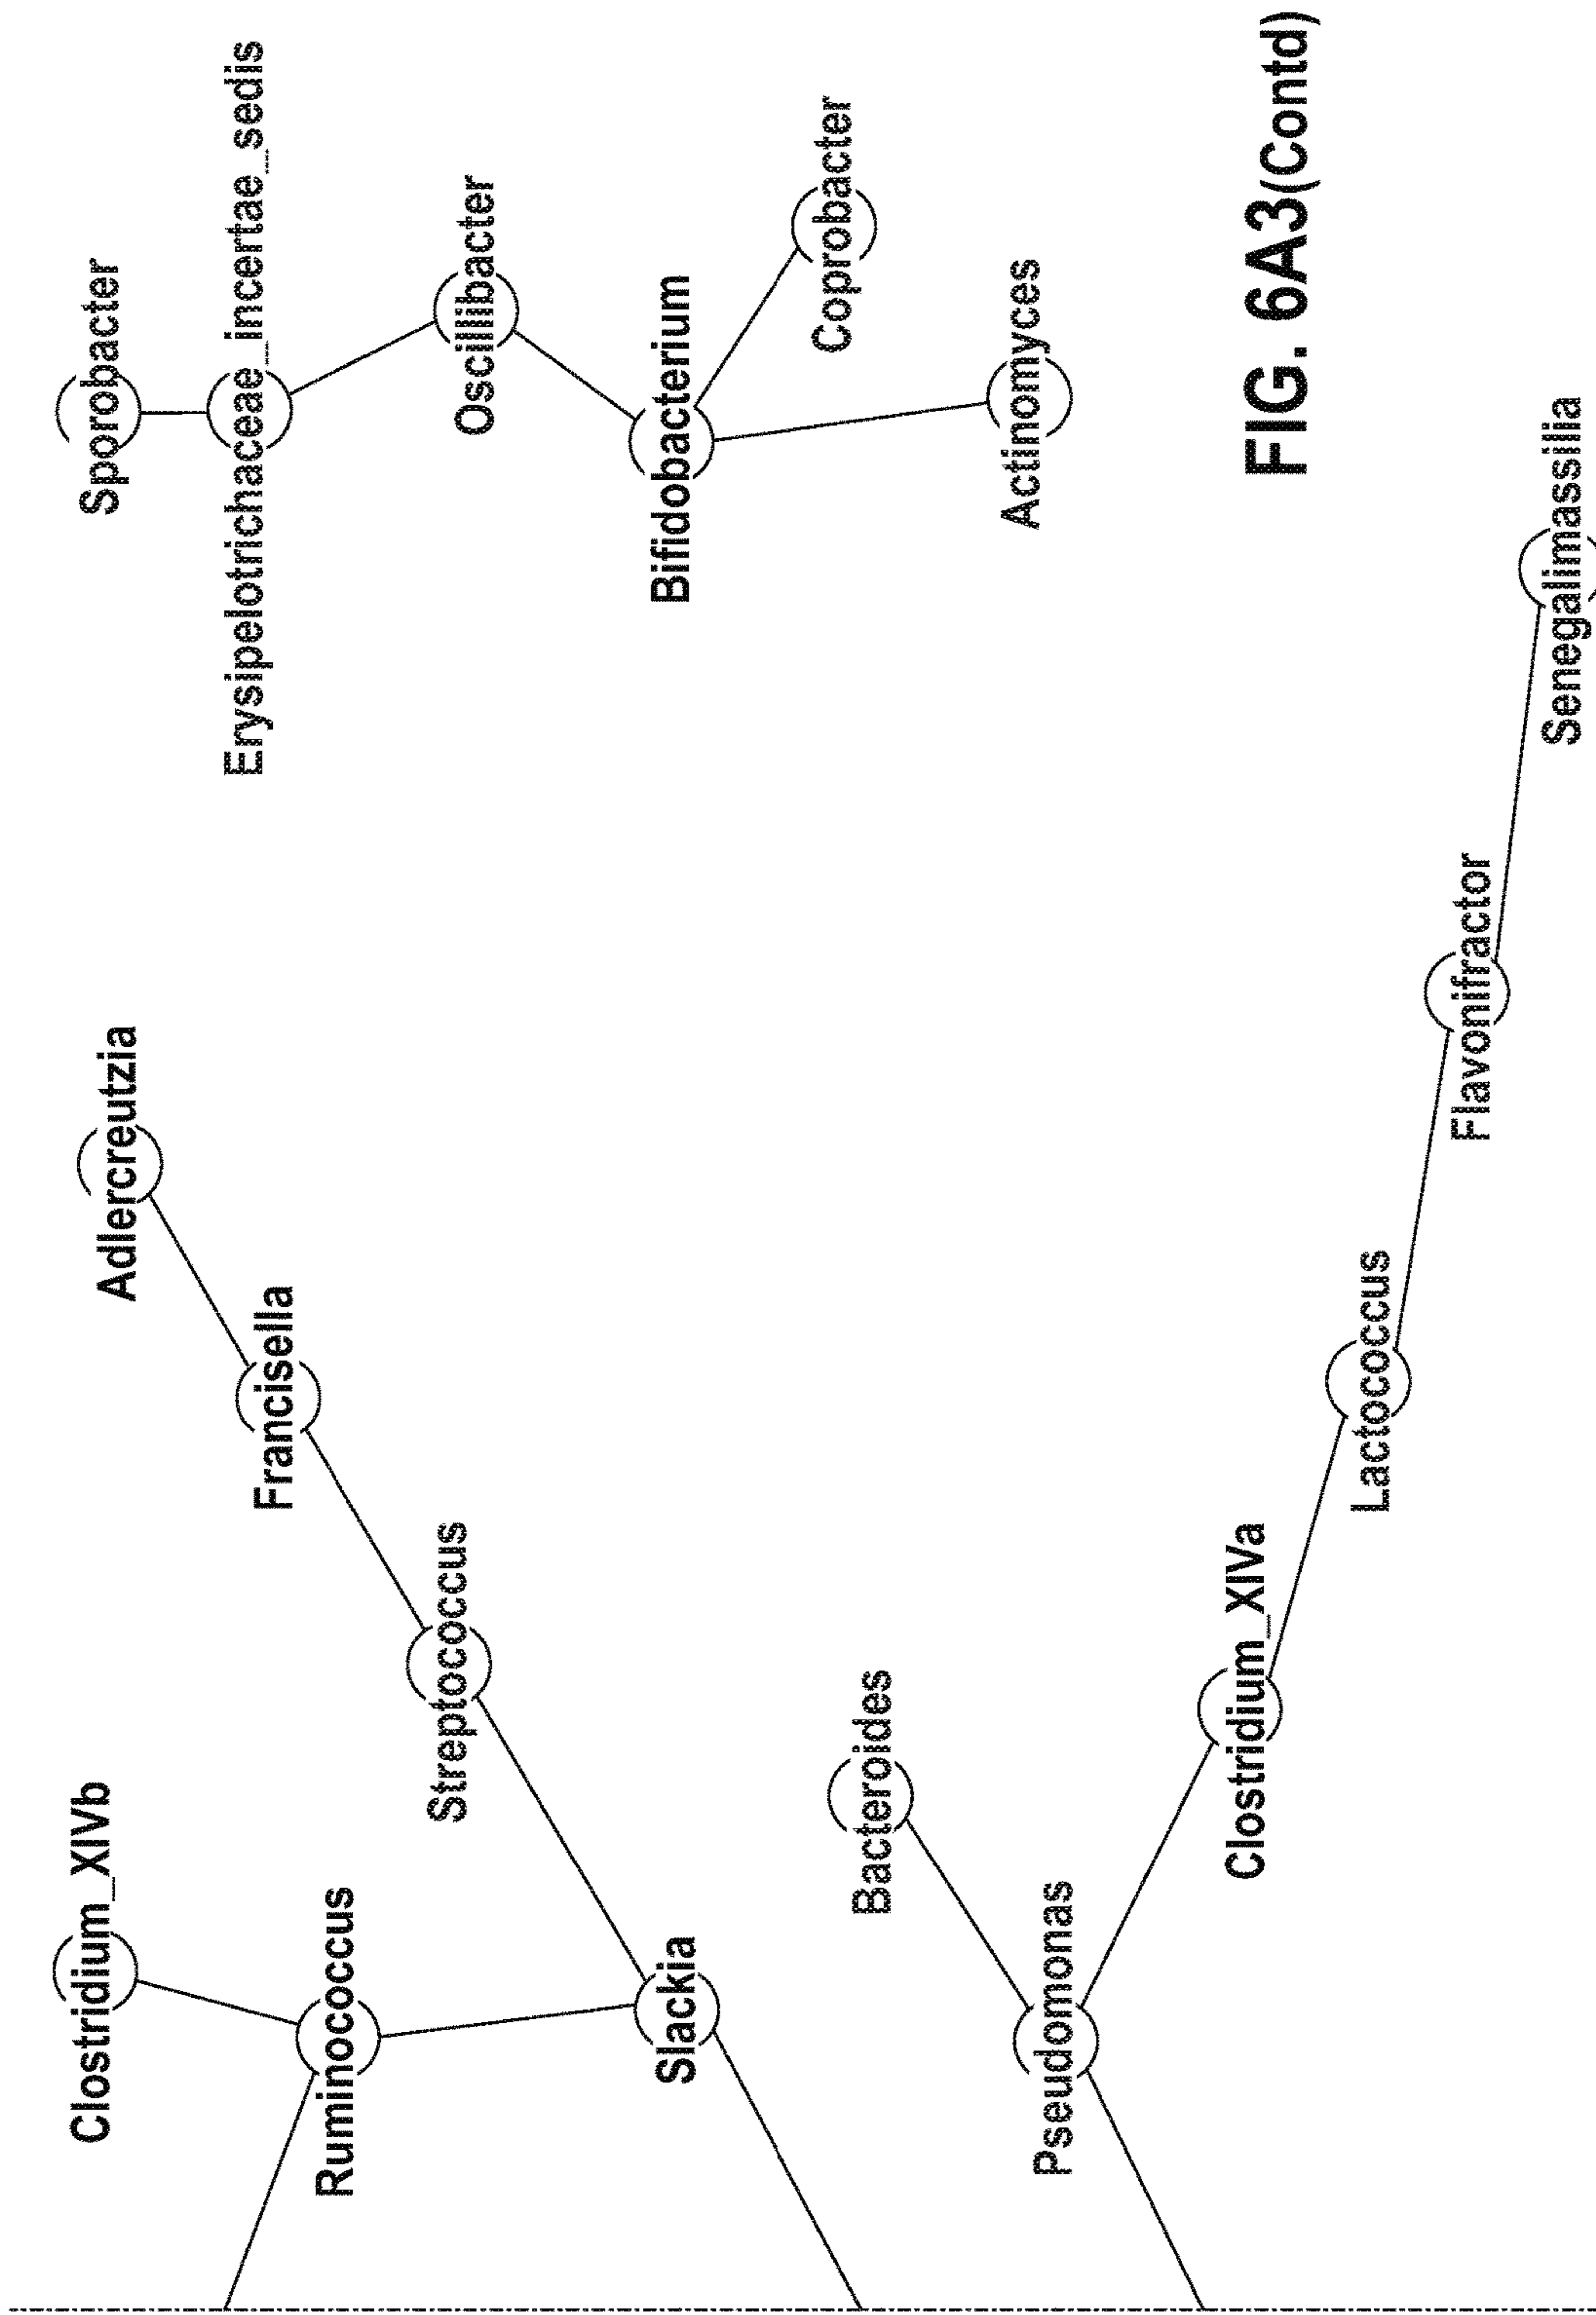 Clostridium_XIVb
Ruminococcus
Slackia
Streptococcus
Francisella
Adlercreutzia
Bacteroides
Pseudomonas
Clostridium_XIVa
Lactococcus
Flavonifractor
Senegalimassilia
Sporobacter
Erysipelotrichaceae_incertae_sedis
Oscillibacter
Bifidobacterium
Coprobacter
Actinomyces
FIG. 6A3(Contd)